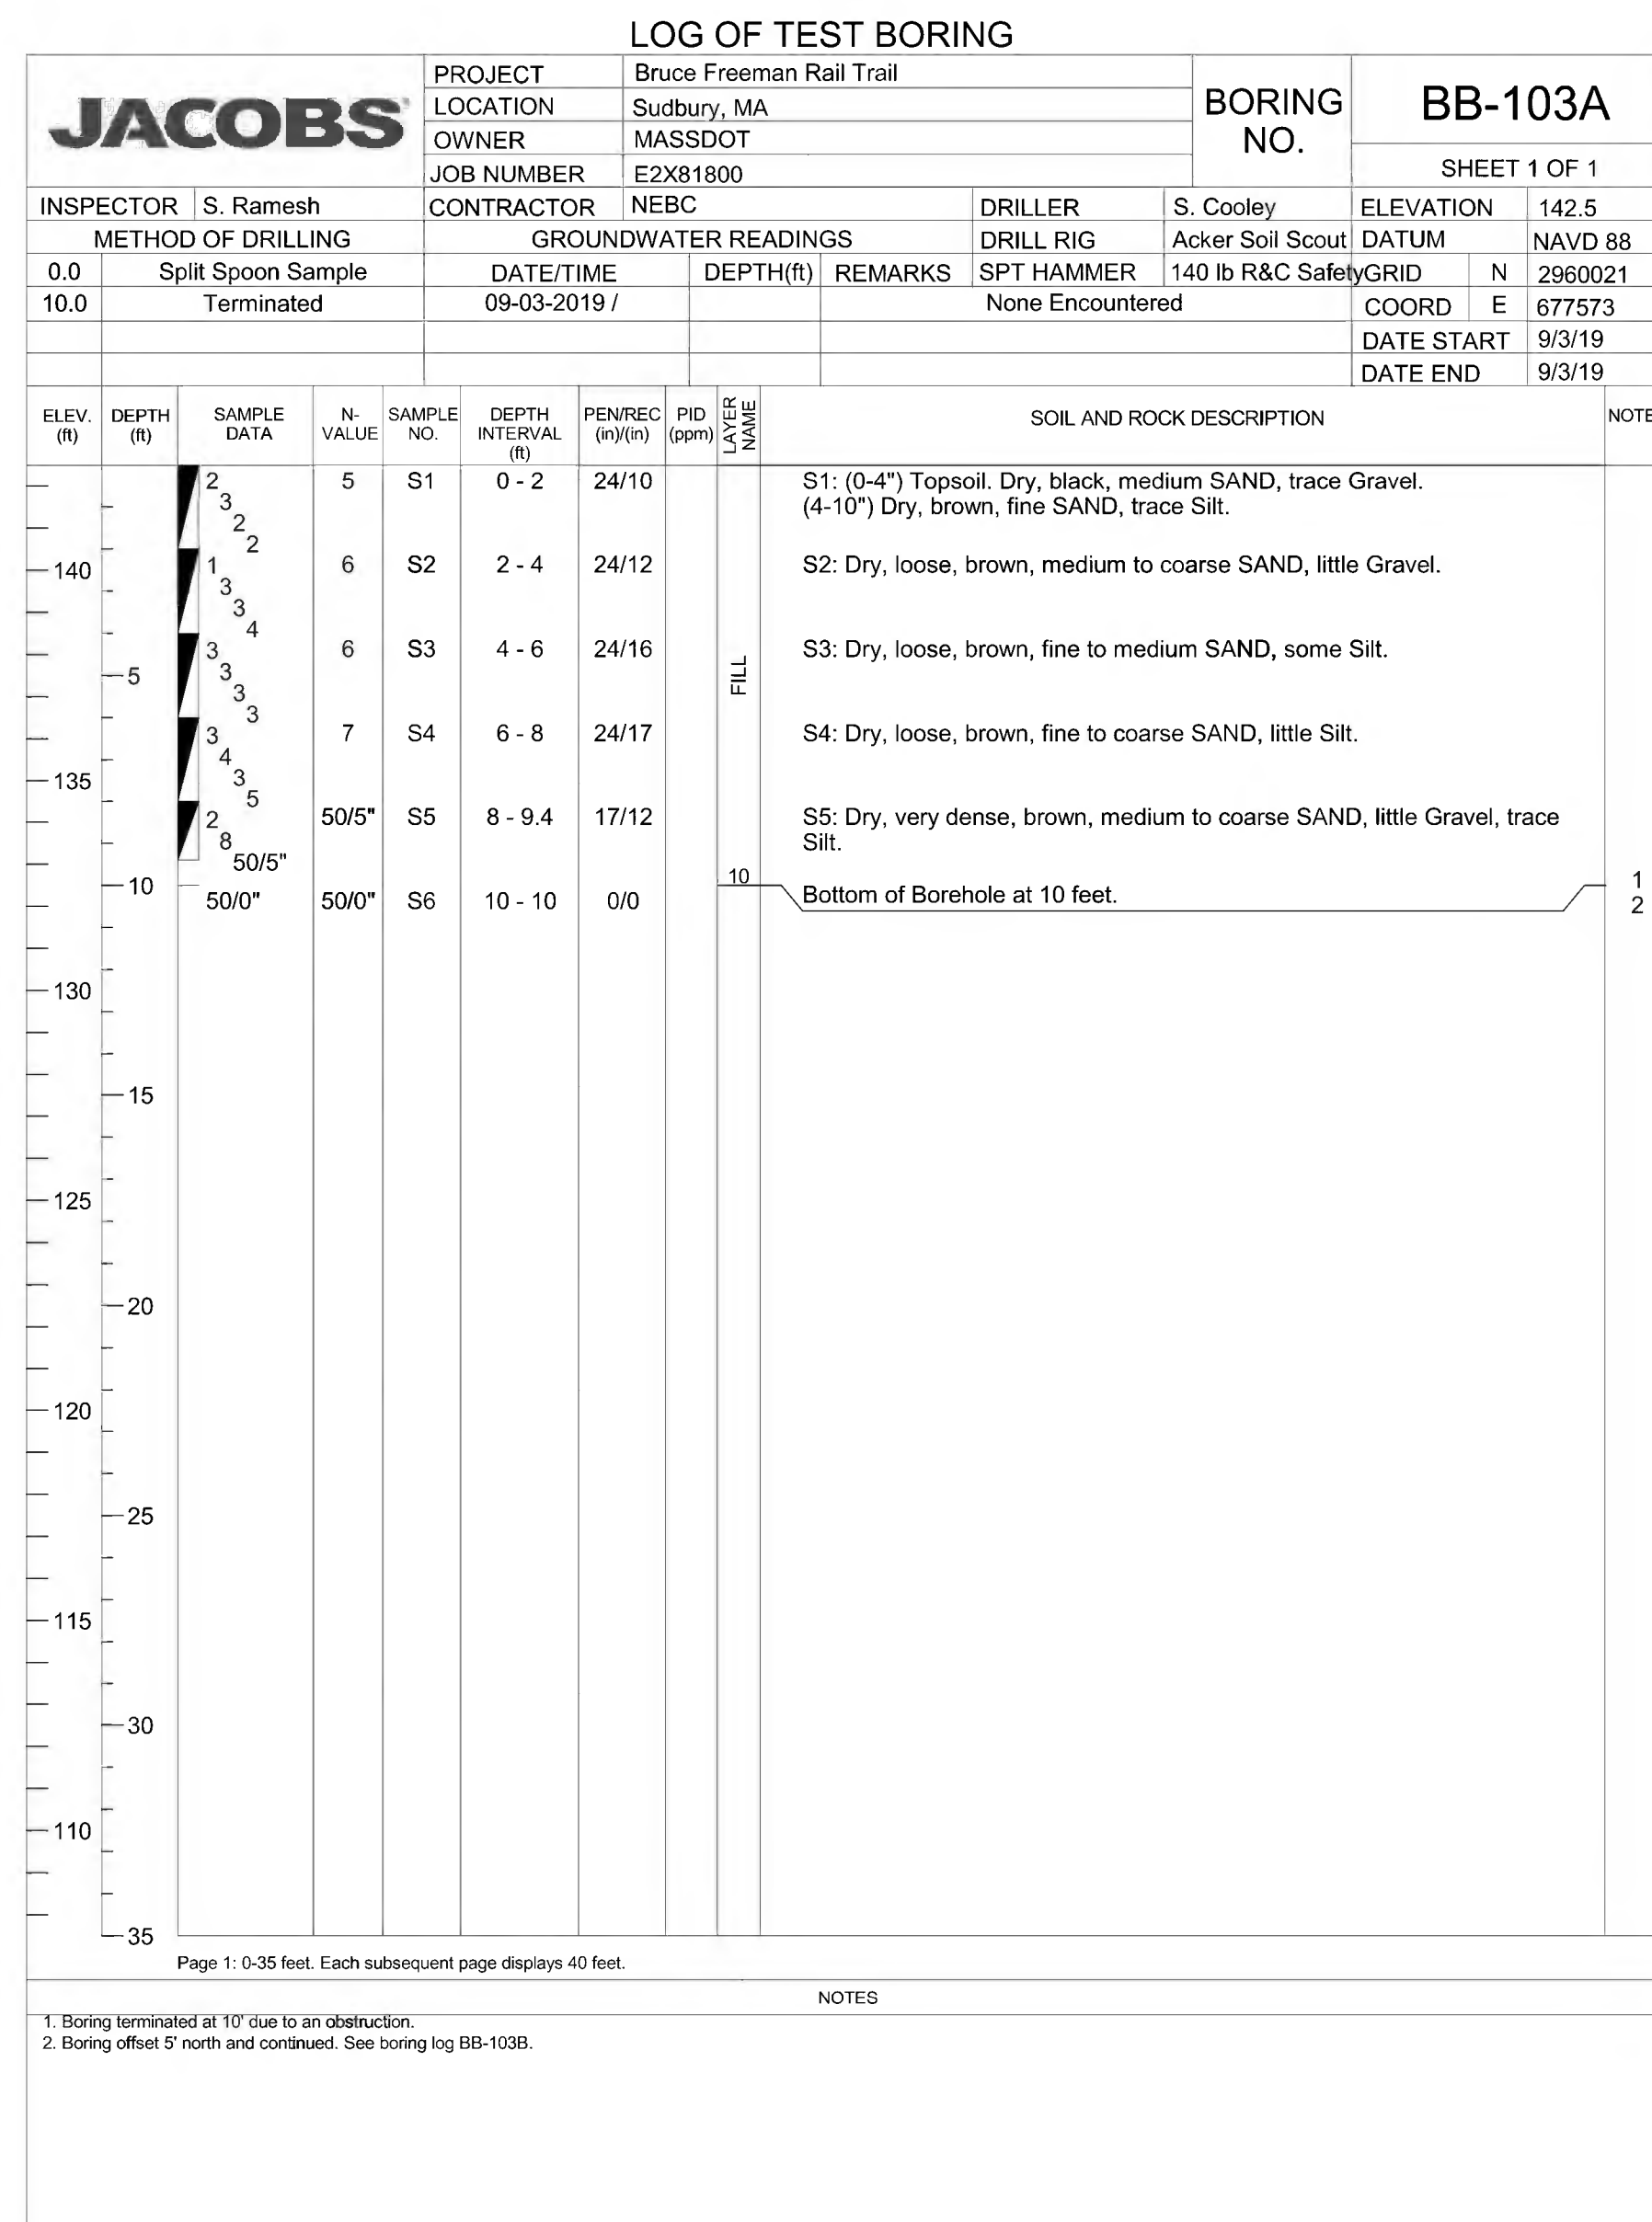 LOG OF TEST BORING
JACOBS
PROJECT Bruce Freeman Rail Trail
LOCATION Sudbury, MA
OWNER MASSDOT
JOB NUMBER E2X81800
BORING NO.
BB-103A
SHEET 1 OF 1
INSPECTOR S. Ramesh CONTRACTOR NEBC DRILLER S. Cooley ELEVATION 142.5
METHOD OF DRILLING GROUNDWATER READINGS DRILL RIG Acker Soil Scout DATUM NAVD 88
0.0 Split Spoon Sample DATE/TIME DEPTH(ft) REMARKS SPT HAMMER 140 lb R&C Safety GRID N 2960021
10.0 Terminated 09-03-2019 / None Encountered COORD E 677573
DATE START 9/3/19
DATE END 9/3/19
ELEV. (ft) DEPTH (ft) SAMPLE DATA N-VALUE SAMPLE NO. DEPTH INTERVAL (ft) PEN/REC (in)/(in) PID (ppm) LAYER NAME SOIL AND ROCK DESCRIPTION NOTE
2 5 S1 0 - 2 24/10 S1: (0-4") Topsoil. Dry, black, medium SAND, trace Gravel.
3 (4-10") Dry, brown, fine SAND, trace Silt.
2
2
140 1 6 S2 2 - 4 24/12 S2: Dry, loose, brown, medium to coarse SAND, little Gravel.
3
3
4
3 6 S3 4 - 6 24/16 S3: Dry, loose, brown, fine to medium SAND, some Silt.
5 3 FILL
3
3
3 7 S4 6 - 8 24/17 S4: Dry, loose, brown, fine to coarse SAND, little Silt.
4
135 3
5
2 50/5" S5 8 - 9.4 17/12 S5: Dry, very dense, brown, medium to coarse SAND, little Gravel, trace
8 Silt.
50/5"
10 10 1
50/0" 50/0" S6 10 - 10 0/0 Bottom of Borehole at 10 feet. 2
130
15
125
20
120
25
115
30
110
35
Page 1: 0-35 feet. Each subsequent page displays 40 feet.
NOTES
1. Boring terminated at 10' due to an obstruction.
2. Boring offset 5' north and continued. See boring log BB-103B.